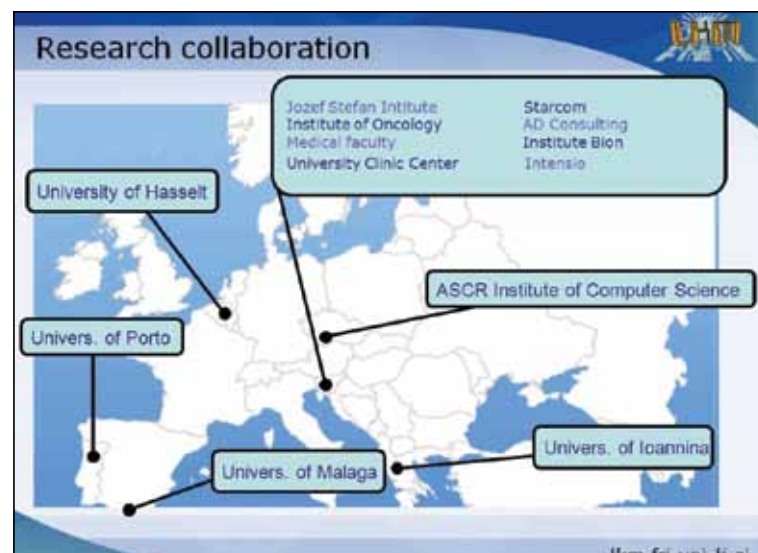 Research collaboration
Jozef Stefan Intitute
Institute of Oncology
Medical faculty
University Clinic Center
Starcom
AD Consulting
Institute Bion
Intensio
University of Hasselt
ASCR Institute of Computer Science
Univers. of Porto
Univers. of Ioannina
Univers. of Malaga